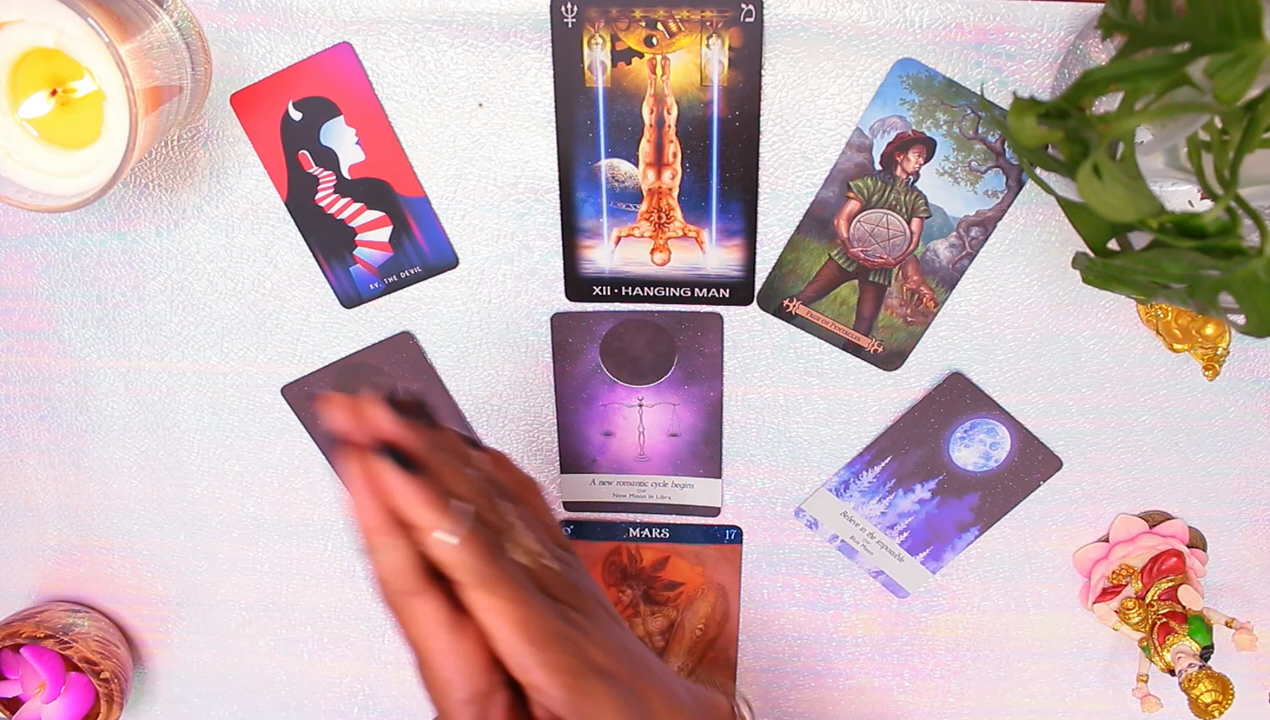 מ
XV. THE DEVIL
XII · HANGING MAN
PAGE OF PENTACLES
A new romantic cycle begins
New Moon in Libra
Believe in the impossible
Blue Moon
MARS 17